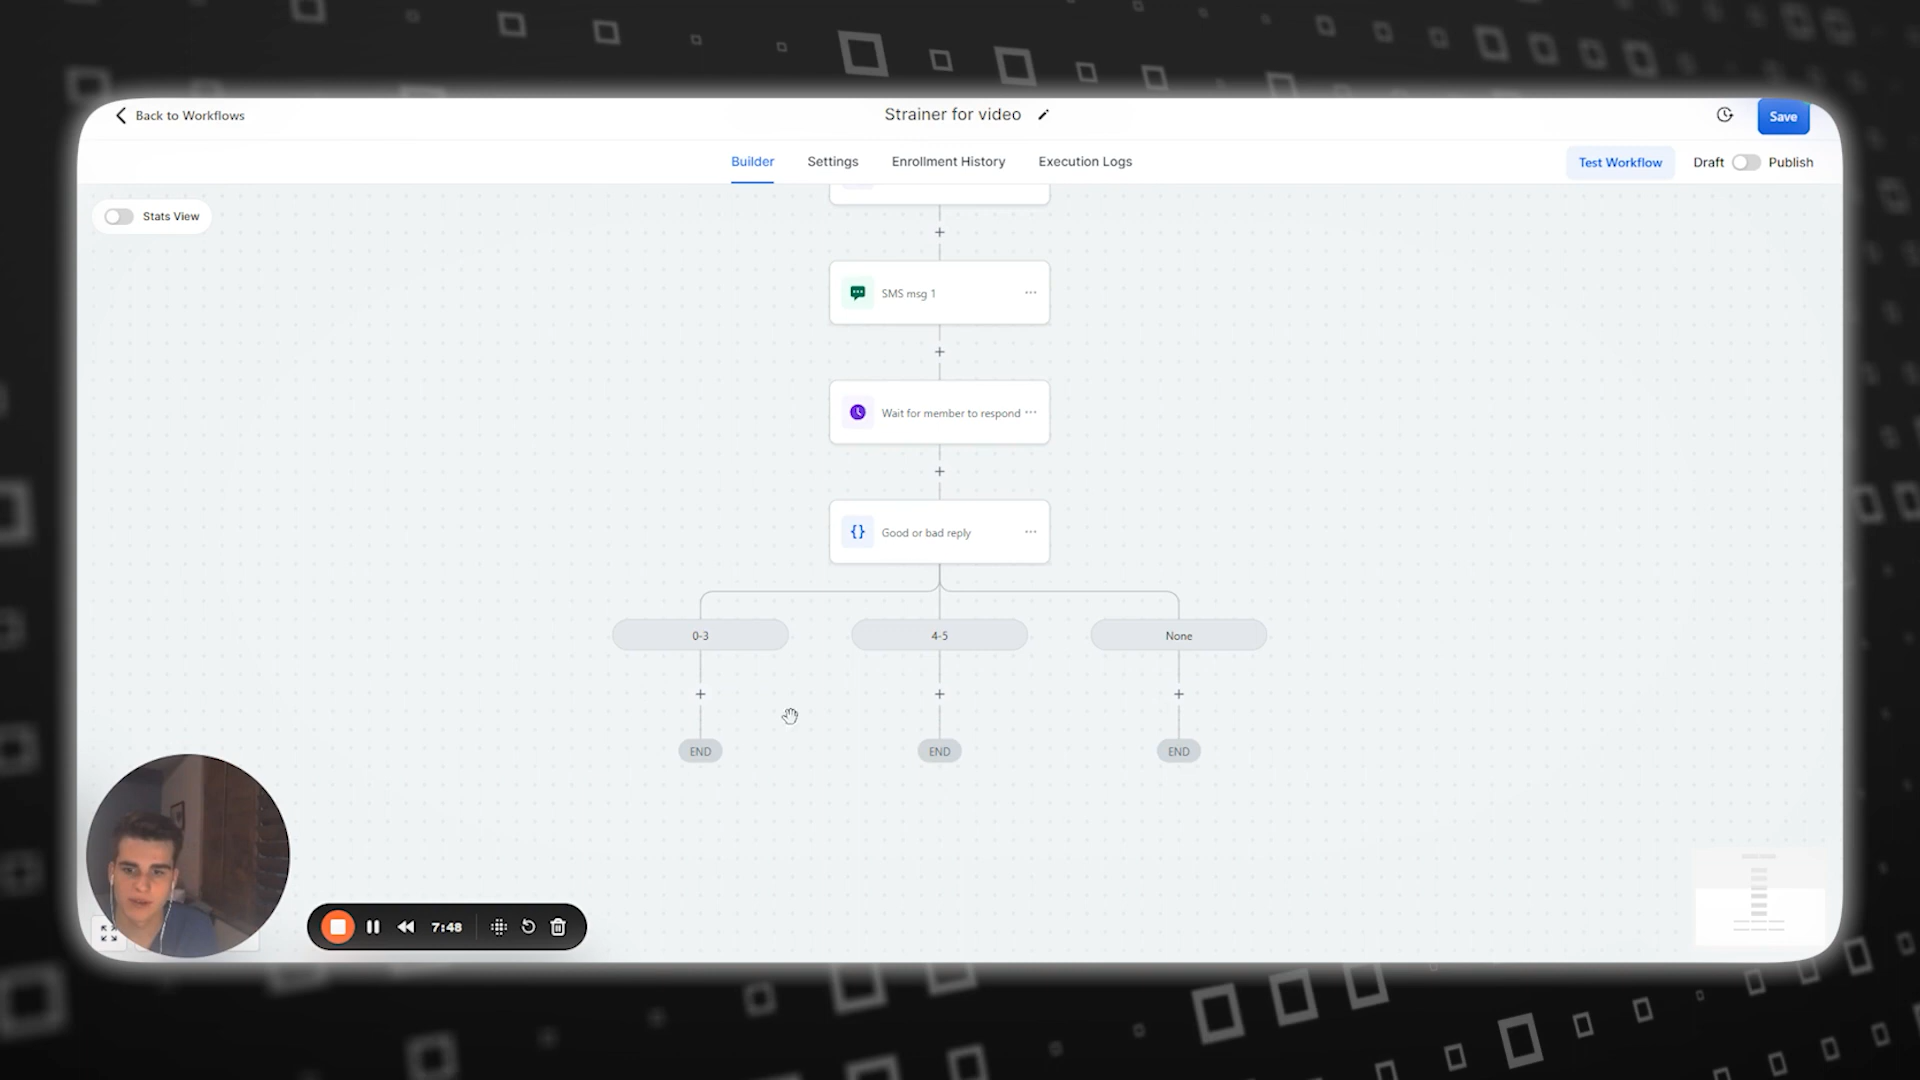 Back to Workflows
Strainer for video
Save
Builder
Settings
Enrollment History
Execution Logs
Test Workflow
Draft
Publish
Stats View
SMS msg 1
Wait for member to respond
Good or bad reply
0-3
4-5
None
END
END
END
7:48